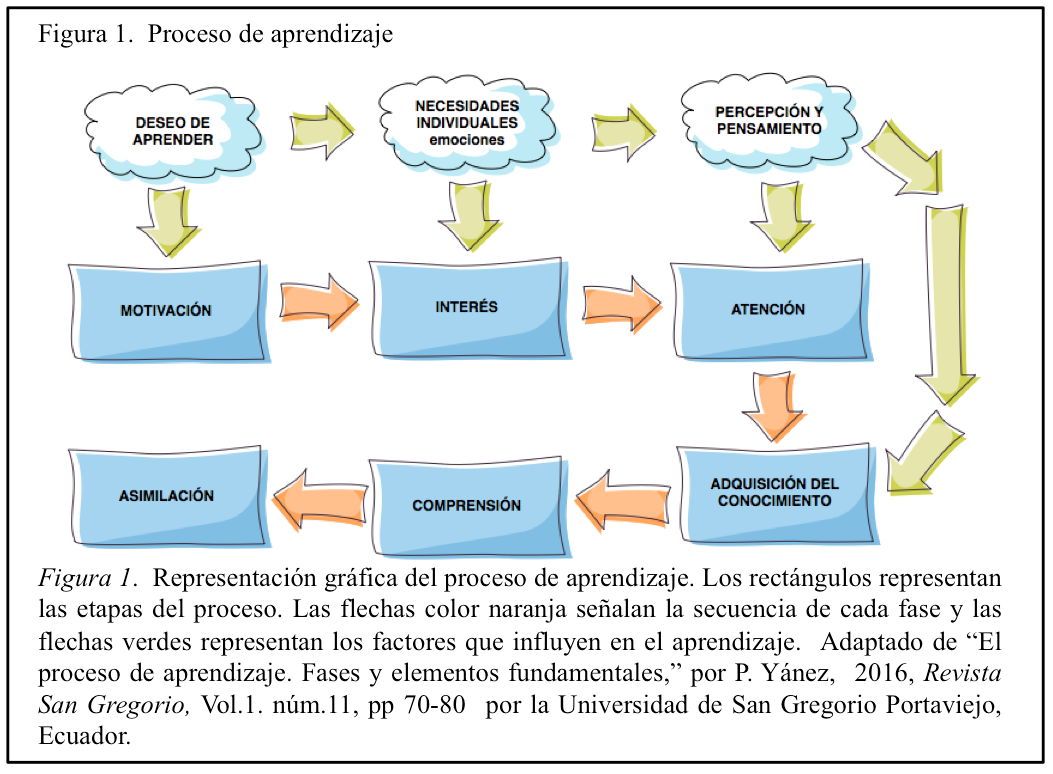 Figura 1.  Proceso de aprendizaje
DESEO DE
APRENDER
NECESIDADES
INDIVIDUALES
emociones
PERCEPCIÓN Y
PENSAMIENTO
MOTIVACIÓN
INTERÉS
ATENCIÓN
ASIMILACIÓN
COMPRENSIÓN
ADQUISICIÓN DEL
CONOCIMIENTO
Figura 1.  Representación gráfica del proceso de aprendizaje. Los rectángulos representan
las etapas del proceso. Las flechas color naranja señalan la secuencia de cada fase y las
flechas verdes representan los factores que influyen en el aprendizaje.  Adaptado de “El
proceso de aprendizaje. Fases y elementos fundamentales,” por P. Yánez,  2016, Revista
San Gregorio, Vol.1. núm.11, pp 70-80  por la Universidad de San Gregorio Portaviejo,
Ecuador.